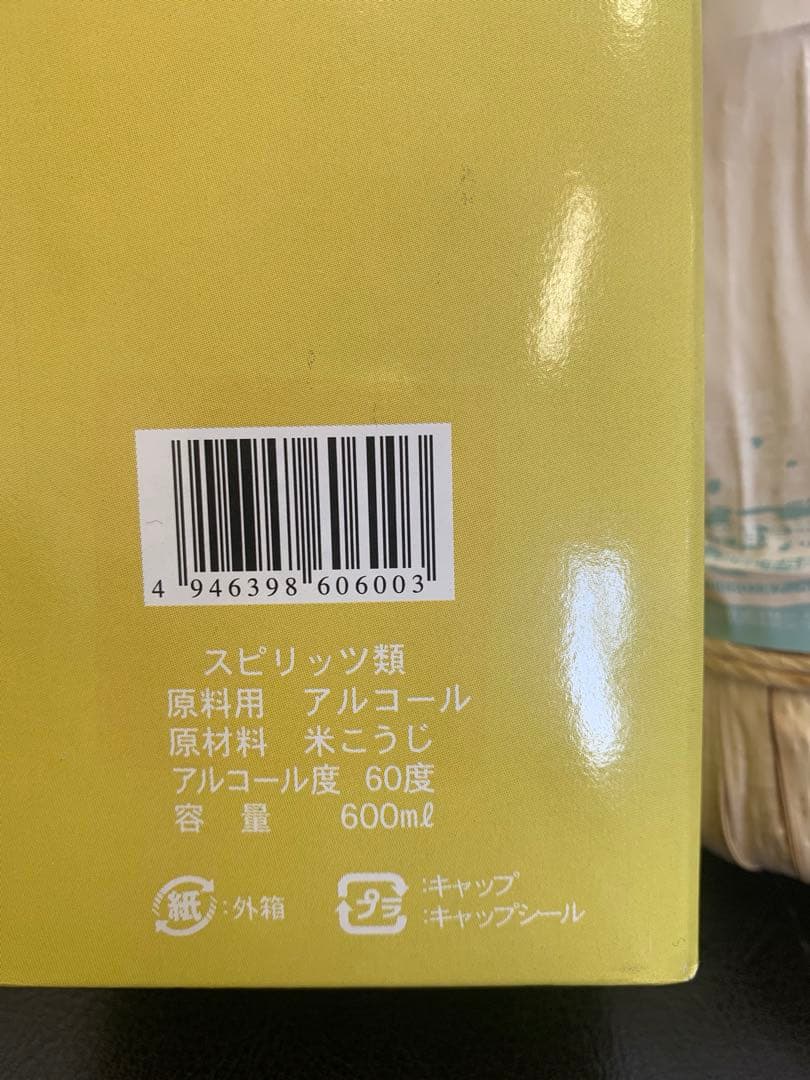 4 946398 606003
スピリッツ類
原料用 アルコール
原材料 米こうじ
アルコール度 60度
容 量 600㎖
紙:外箱
プラ:キャップ
:キャップシール